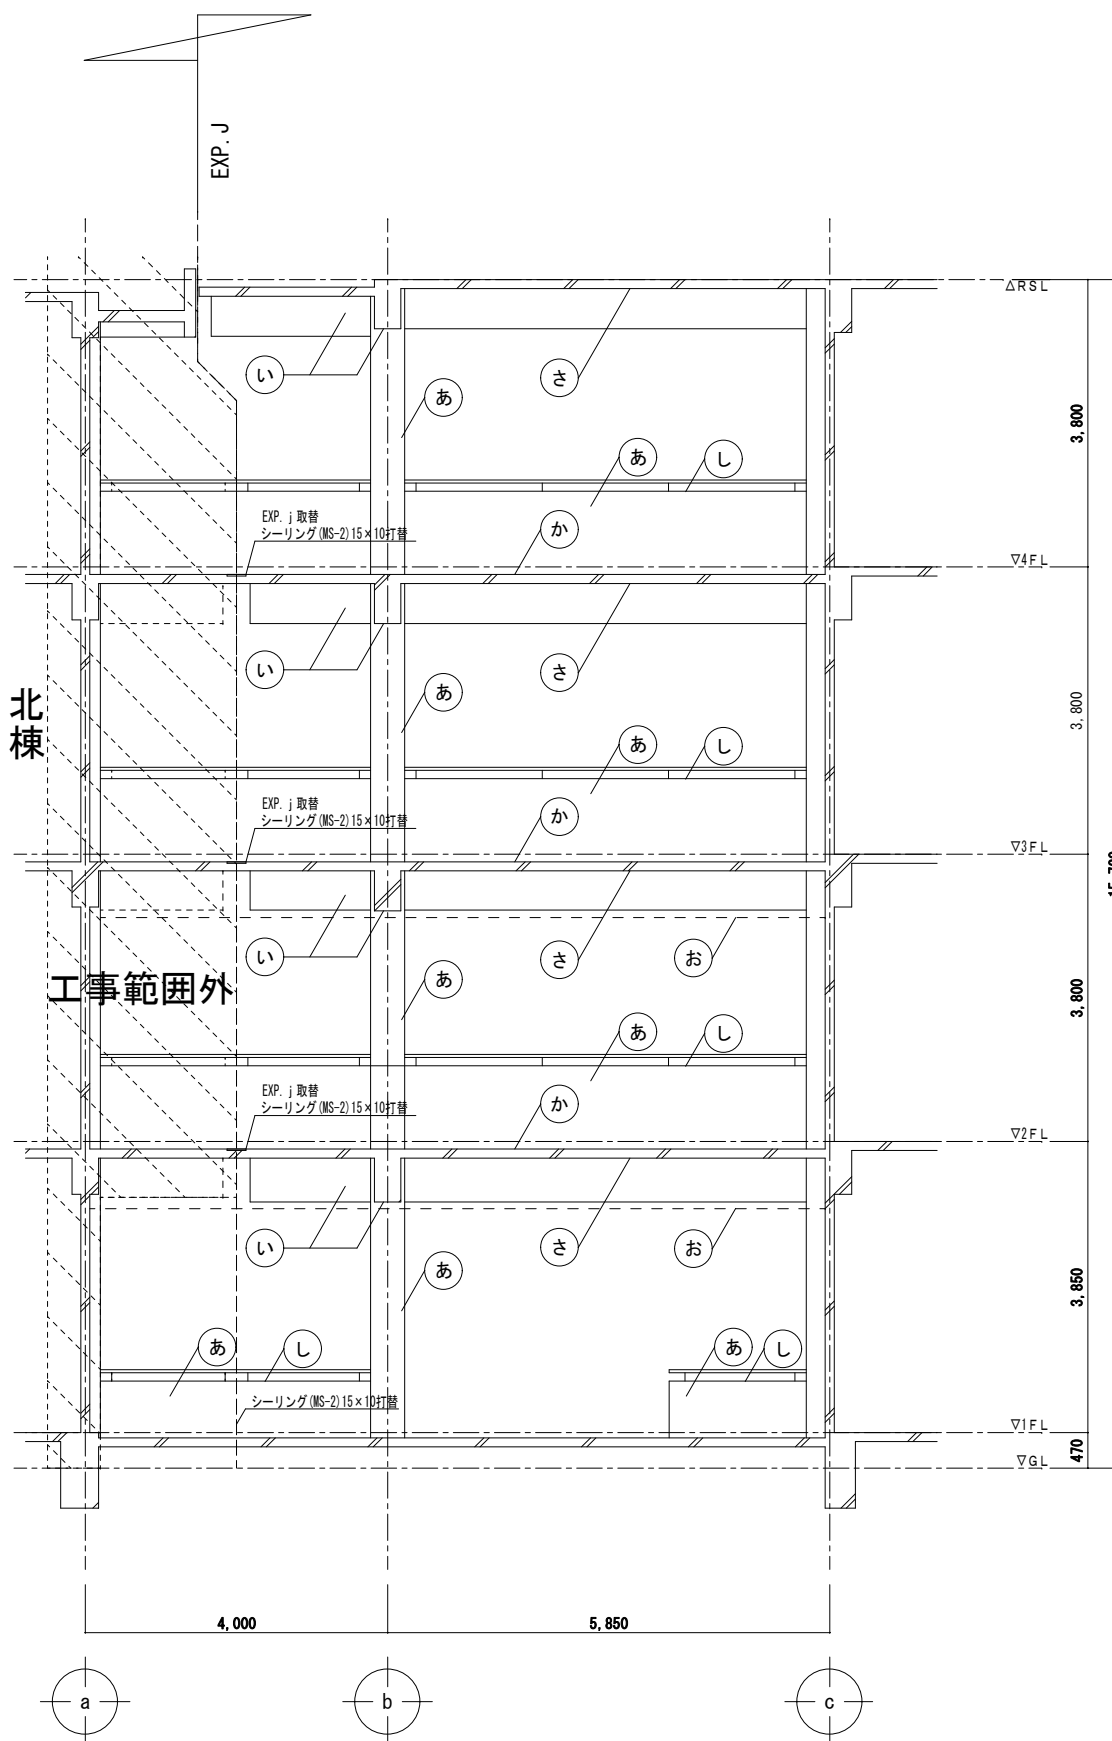 EXP. J
△RSL
い
さ
あ
3,800
あ
し
EXP. j 取替
シーリング(MS-2)15×10打替
か
▽4FL
い
さ
あ
北棟
3,800
あ
し
EXP. j 取替
シーリング(MS-2)15×10打替
か
▽3FL
い
さ
お
あ
工事範囲外
3,800
あ
し
EXP. j 取替
シーリング(MS-2)15×10打替
か
▽2FL
い
さ
お
あ
3,850
あ
し
あ
し
シーリング(MS-2)15×10打替
▽1FL
470
▽GL
4,000
5,850
a
b
c